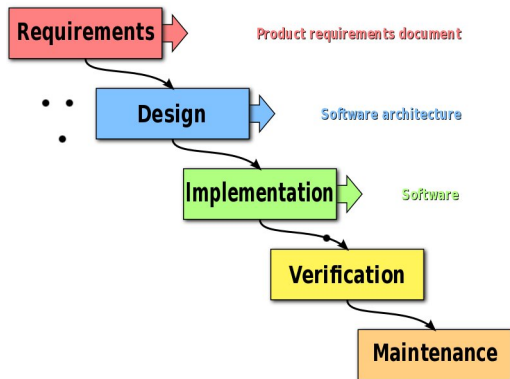 Requirements
Product requirements document
Design
Software architecture
Implementation
Software
Verification
Maintenance